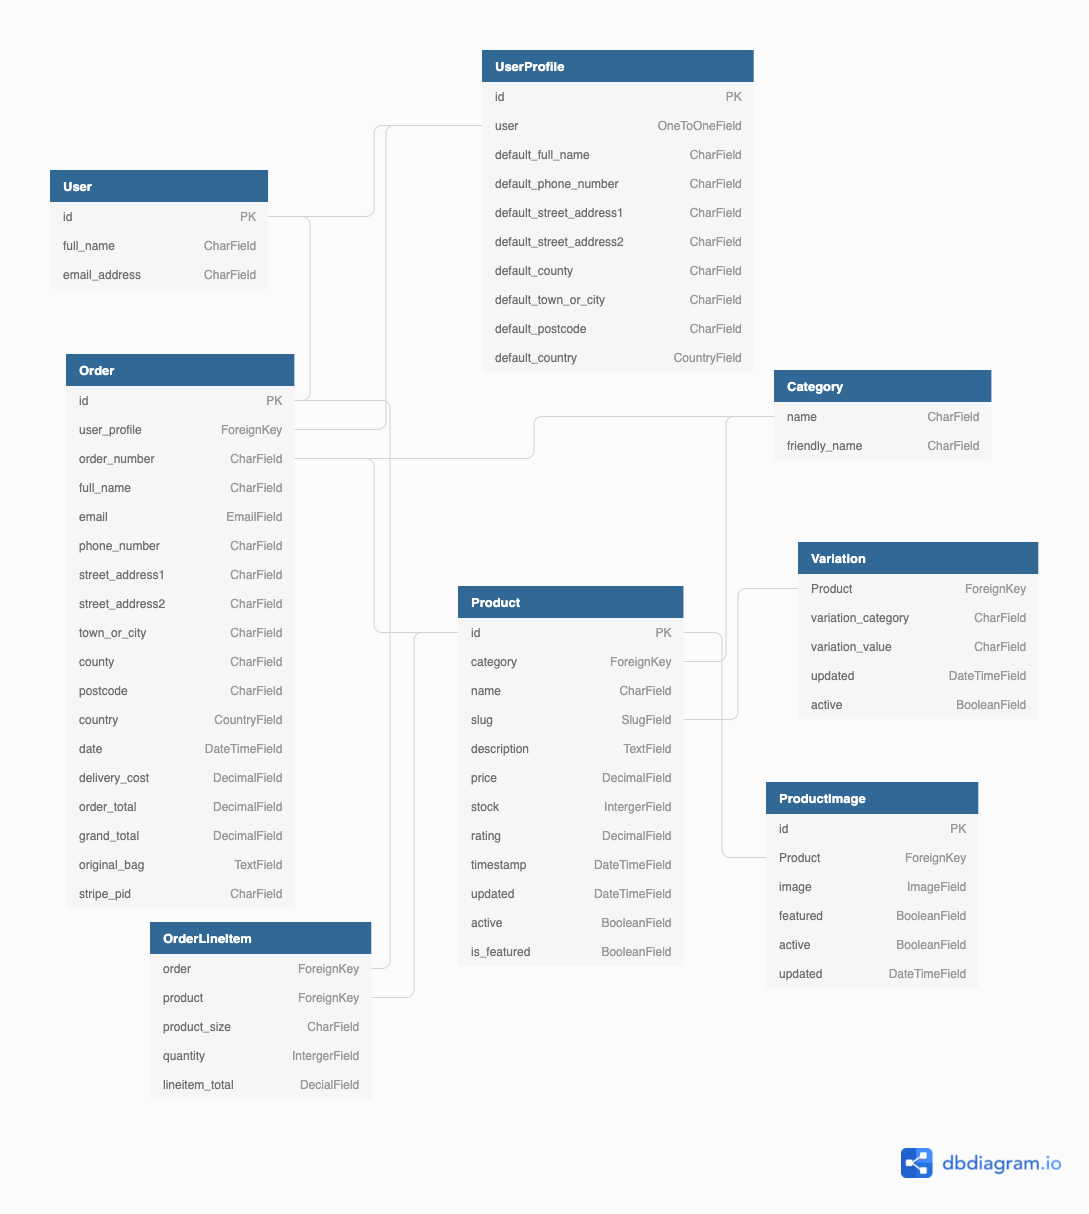 UserProfile
id PK
user OneToOneField
default_full_name CharField
default_phone_number CharField
default_street_address1 CharField
default_street_address2 CharField
default_county CharField
default_town_or_city CharField
default_postcode CharField
default_country CountryField
User
id PK
full_name CharField
email_address CharField
Order
id PK
user_profile ForeignKey
order_number CharField
full_name CharField
email EmailField
phone_number CharField
street_address1 CharField
street_address2 CharField
town_or_city CharField
county CharField
postcode CharField
country CountryField
date DateTimeField
delivery_cost DecimalField
order_total DecimalField
grand_total DecimalField
original_bag TextField
stripe_pid CharField
Category
name CharField
friendly_name CharField
Variation
Product ForeignKey
variation_category CharField
variation_value CharField
updated DateTimeField
active BooleanField
Product
id PK
category ForeignKey
name CharField
slug SlugField
description TextField
price DecimalField
stock IntergerField
rating DecimalField
timestamp DateTimeField
updated DateTimeField
active BooleanField
is_featured BooleanField
ProductImage
id PK
Product ForeignKey
image ImageField
featured BooleanField
active BooleanField
updated DateTimeField
OrderLineItem
order ForeignKey
product ForeignKey
product_size CharField
quantity IntergerField
lineitem_total DecialField
dbdiagram.io